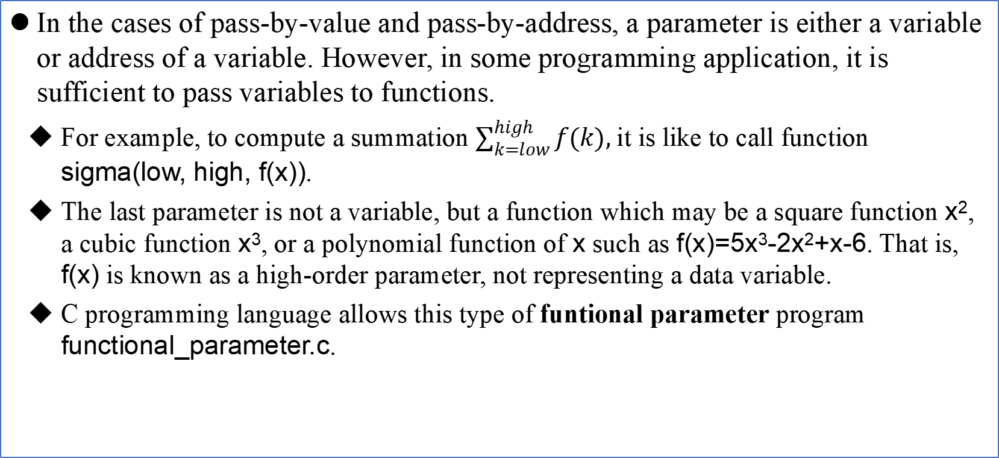 ● In the cases of pass-by-value and pass-by-address, a parameter is either a variable
or address of a variable. However, in some programming application, it is
sufficient to pass variables to functions.
◆ For example, to compute a summation ∑_{k=low}^{high} f(k), it is like to call function
sigma(low, high, f(x)).
◆ The last parameter is not a variable, but a function which may be a square function x²,
a cubic function x³, or a polynomial function of x such as f(x)=5x³-2x²+x-6. That is,
f(x) is known as a high-order parameter, not representing a data variable.
◆ C programming language allows this type of funtional parameter program
functional_parameter.c.